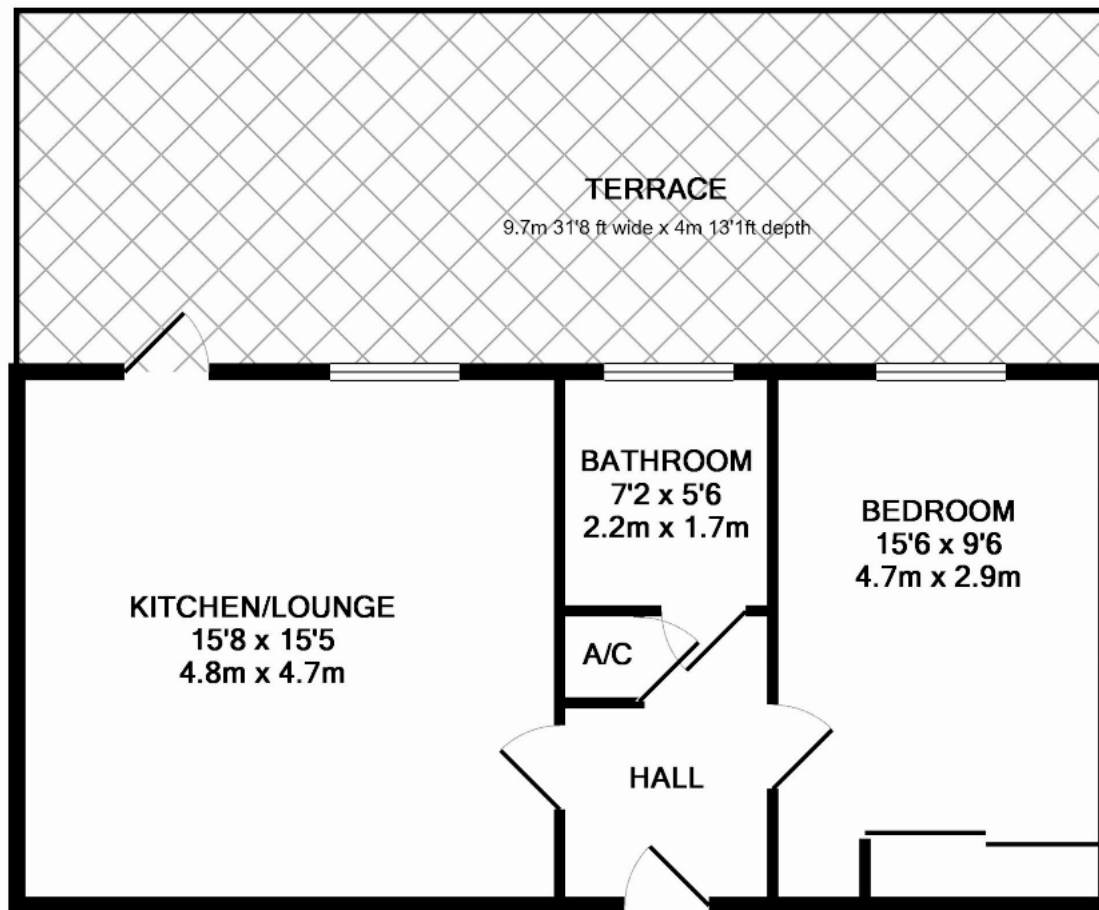 TERRACE
9.7m 31'8 ft wide x 4m 13'1ft depth
BATHROOM
7'2 x 5'6
2.2m x 1.7m
BEDROOM
15'6 x 9'6
4.7m x 2.9m
KITCHEN/LOUNGE
15'8 x 15'5
4.8m x 4.7m
A/C
HALL